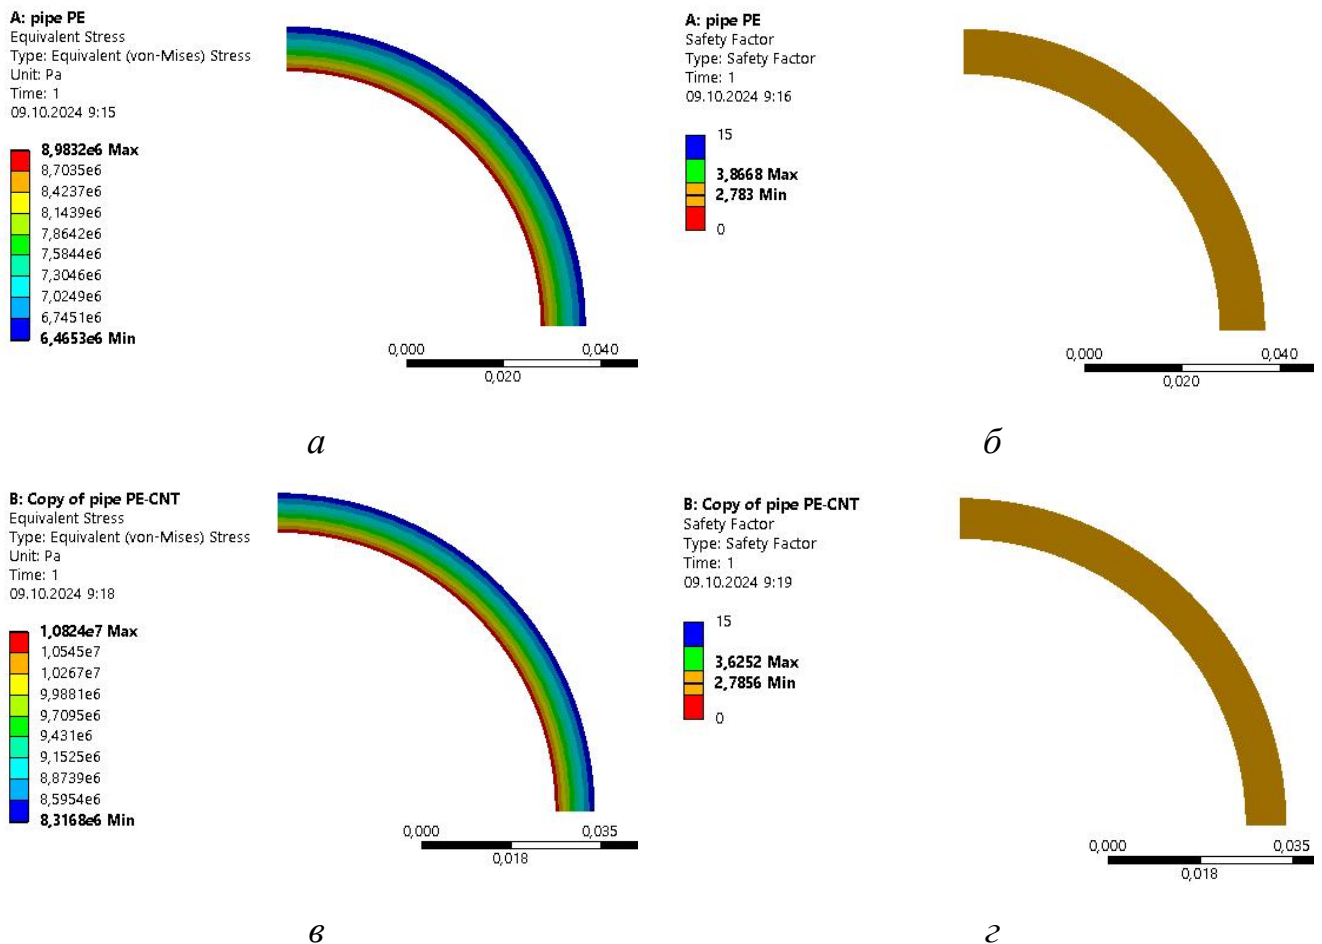 A: pipe PE
Equivalent Stress
Type: Equivalent (von-Mises) Stress
Unit: Pa
Time: 1
09.10.2024 9:15
8,9832e6 Max
8,7035e6
8,4237e6
8,1439e6
7,8642e6
7,5844e6
7,3046e6
7,0249e6
6,7451e6
6,4653e6 Min
0,000
0,040
0,020
а
A: pipe PE
Safety Factor
Type: Safety Factor
Time: 1
09.10.2024 9:16
15
3,8668 Max
2,783 Min
0
0,000
0,040
0,020
б
B: Copy of pipe PE-CNT
Equivalent Stress
Type: Equivalent (von-Mises) Stress
Unit: Pa
Time: 1
09.10.2024 9:18
1,0824e7 Max
1,0545e7
1,0267e7
9,9881e6
9,7095e6
9,431e6
9,1525e6
8,8739e6
8,5954e6
8,3168e6 Min
0,000
0,035
0,018
в
B: Copy of pipe PE-CNT
Safety Factor
Type: Safety Factor
Time: 1
09.10.2024 9:19
15
3,6252 Max
2,7856 Min
0
0,000
0,035
0,018
г